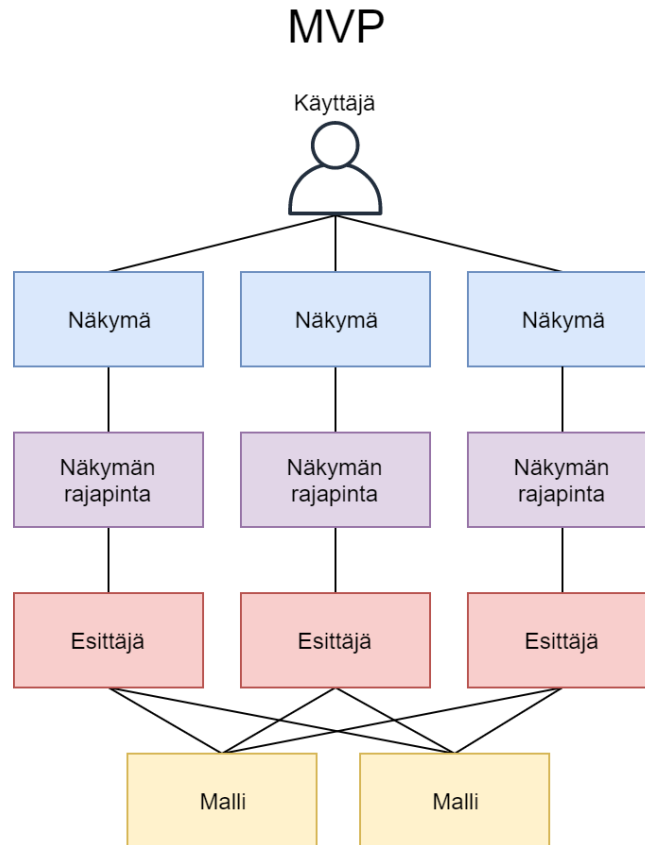 MVP
Käyttäjä
Näkymä
Näkymä
Näkymä
Näkymän
rajapinta
Näkymän
rajapinta
Näkymän
rajapinta
Esittäjä
Esittäjä
Esittäjä
Malli
Malli